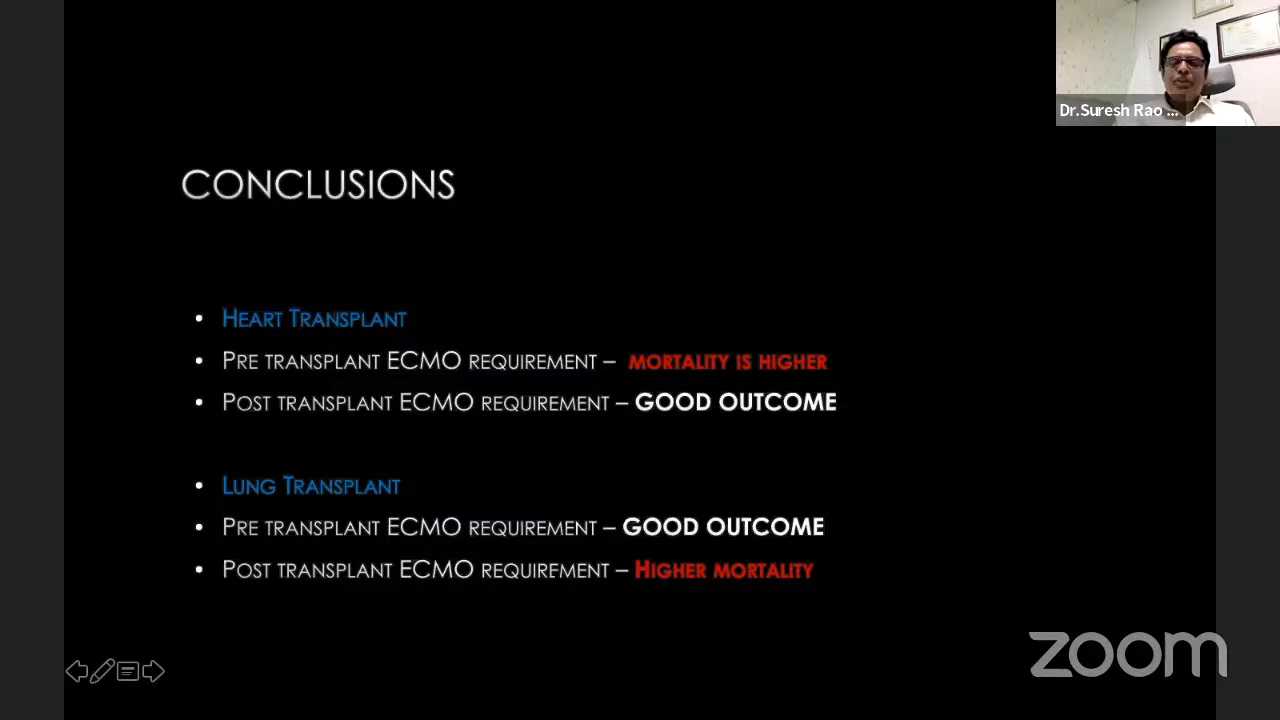 Dr.Suresh Rao ...
CONCLUSIONS
• HEART TRANSPLANT
• PRE TRANSPLANT ECMO REQUIREMENT – MORTALITY IS HIGHER
• POST TRANSPLANT ECMO REQUIREMENT – GOOD OUTCOME
• LUNG TRANSPLANT
• PRE TRANSPLANT ECMO REQUIREMENT – GOOD OUTCOME
• POST TRANSPLANT ECMO REQUIREMENT – HIGHER MORTALITY
zoom